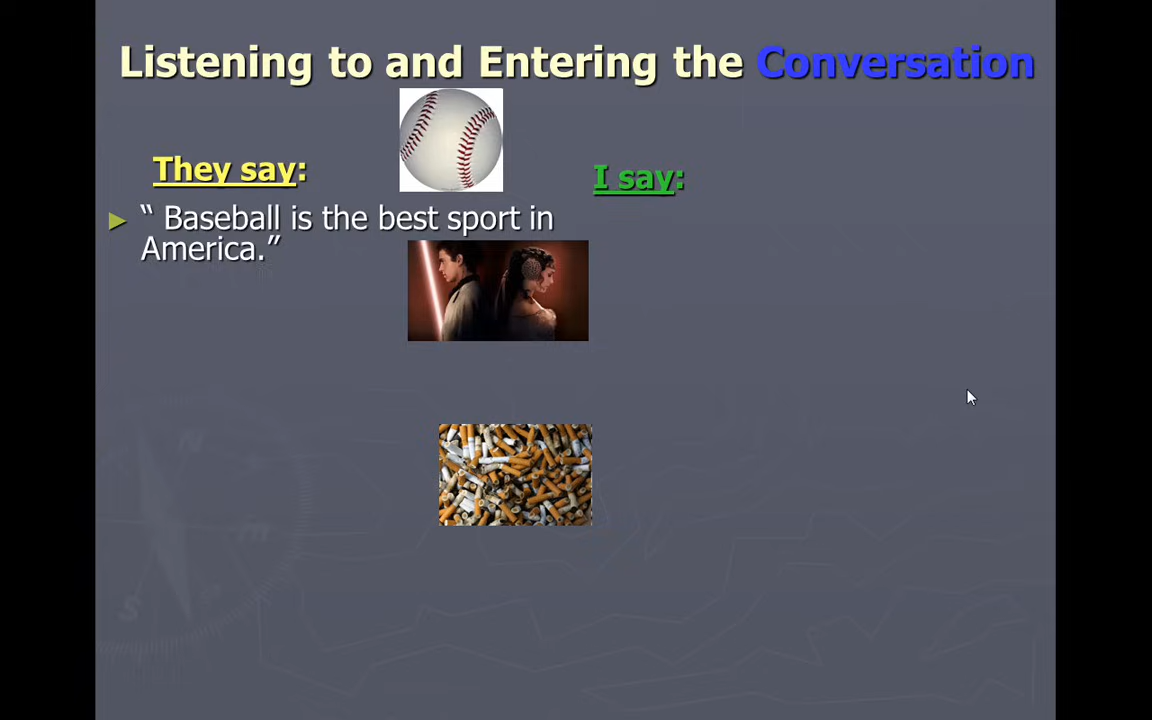 Listening to and Entering the Conversation
They say:
“ Baseball is the best sport in
America.”
I say: